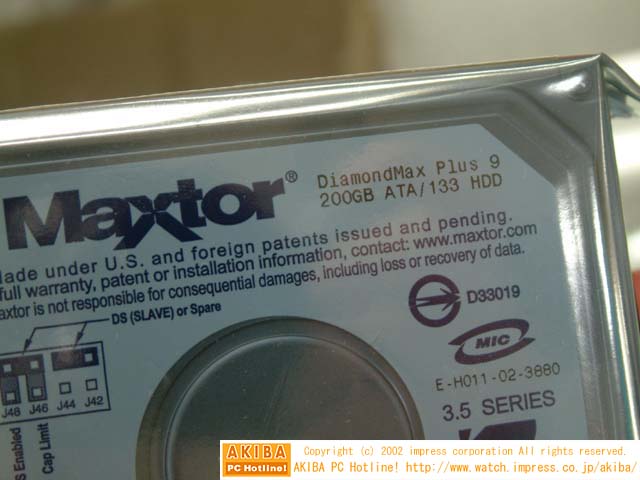 Maxtor®
DiamondMax Plus 9
200GB ATA/133 HDD
Made under U.S. and foreign patents issued and pending.
full warranty, patent or installation information, contact: www.maxtor.com
Maxtor is not responsible for consequential damages, including loss or recovery of data.
DS (SLAVE) or Spare
D33019
MIC
E-H011-02-3880
J48 J46 J44 J42
S Enabled
Cap Limit
3.5 SERIES
AKIBA
PC Hotline!
Copyright (c) 2002 impress corporation All rights reserved.
AKIBA PC Hotline! http://www.watch.impress.co.jp/akiba/